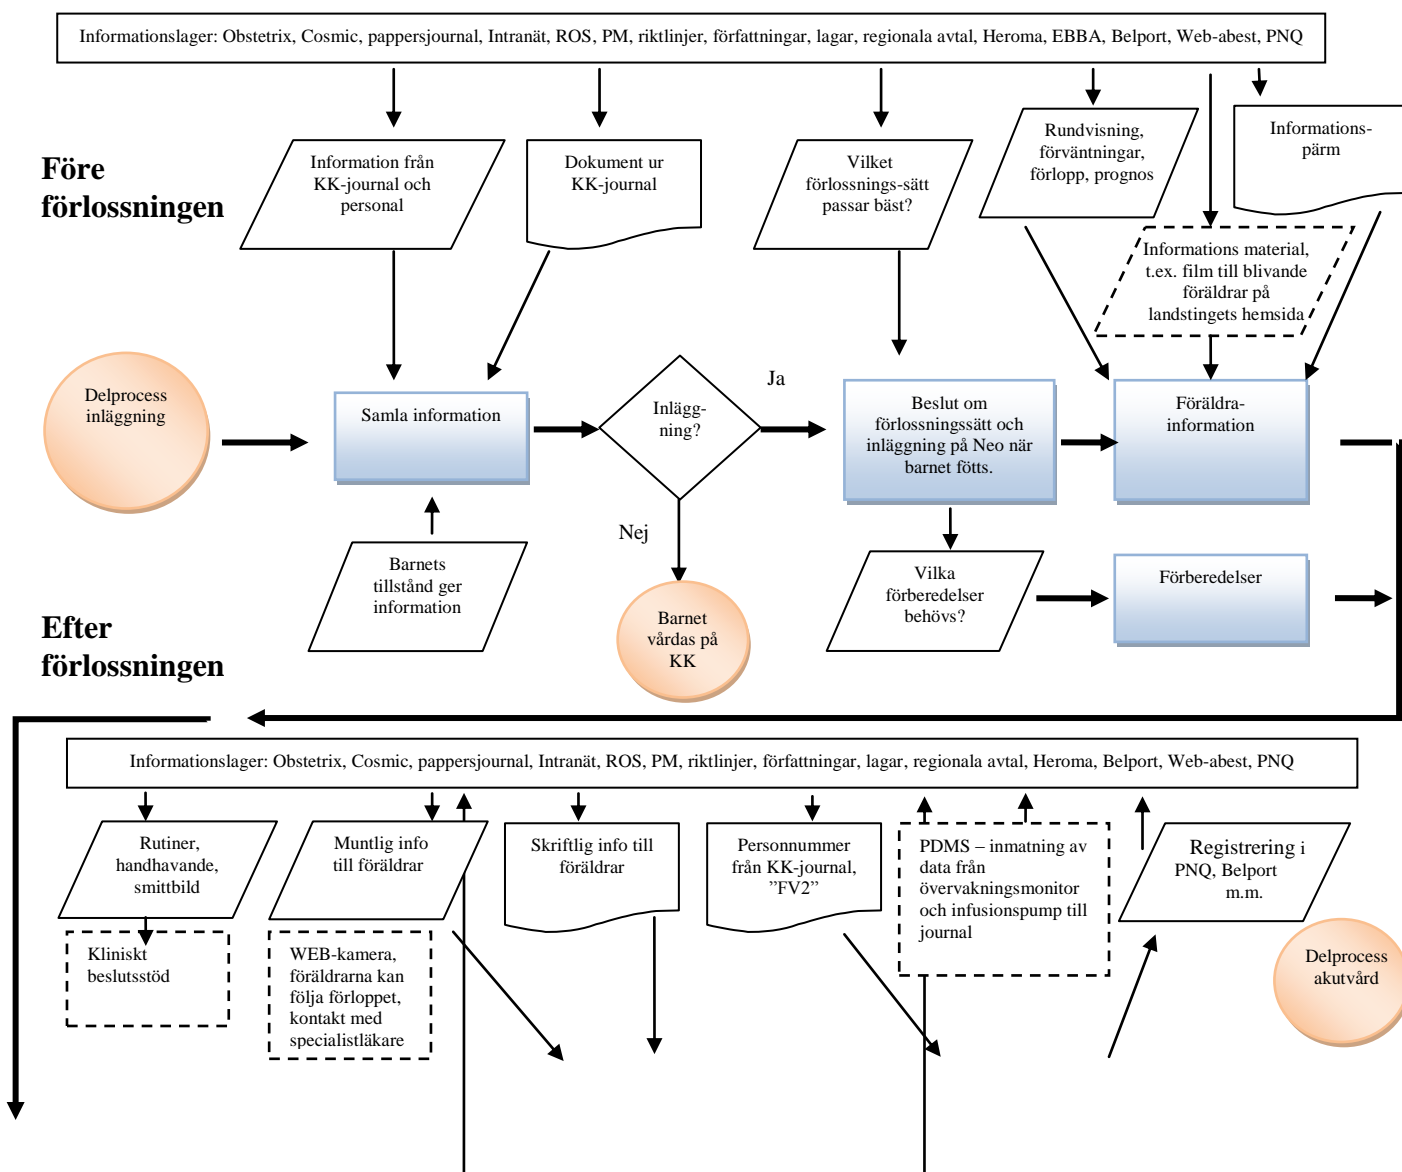 Informationslager: Obstetrix, Cosmic, pappersjournal, Intranät, ROS, PM, riktlinjer, författningar, lagar, regionala avtal, Heroma, EBBA, Belport, Web-abest, PNQ
Före
förlossningen
Information från
KK-journal och
personal
Dokument ur
KK-journal
Vilket
förlossnings-sätt
passar bäst?
Rundvisning,
förväntningar,
förlopp, prognos
Informations-
pärm
Informations material,
t.ex. film till blivande
föräldrar på
landstingets hemsida
Delprocess
inläggning
Samla information
Inlägg-
ning?
Ja
Nej
Beslut om
förlossningssätt och
inläggning på Neo när
barnet fötts.
Föräldra-
information
Barnets
tillstånd ger
information
Barnet
vårdas på
KK
Vilka
förberedelser
behövs?
Förberedelser
Efter
förlossningen
Informationslager: Obstetrix, Cosmic, pappersjournal, Intranät, ROS, PM, riktlinjer, författningar, lagar, regionala avtal, Heroma, Belport, Web-abest, PNQ
Rutiner,
handhavande,
smittbild
Muntlig info
till föräldrar
Skriftlig info till
föräldrar
Personnummer
från KK-journal,
”FV2”
PDMS – inmatning av
data från
övervakningsmonitor
och infusionspump till
journal
Registrering i
PNQ, Belport
m.m.
Kliniskt
beslutsstöd
WEB-kamera,
föräldrarna kan
följa förloppet,
kontakt med
specialistläkare
Delprocess
akutvård